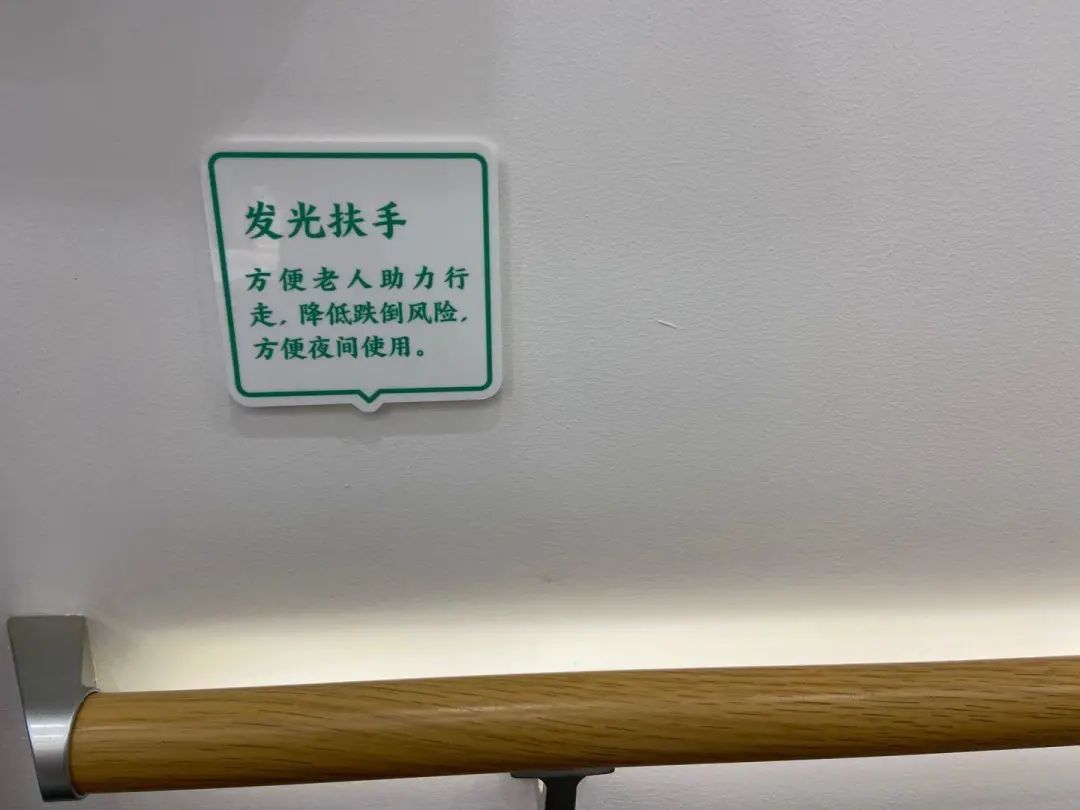 发光扶手
方便老人助力行
走，降低跌倒风险，
方便夜间使用。